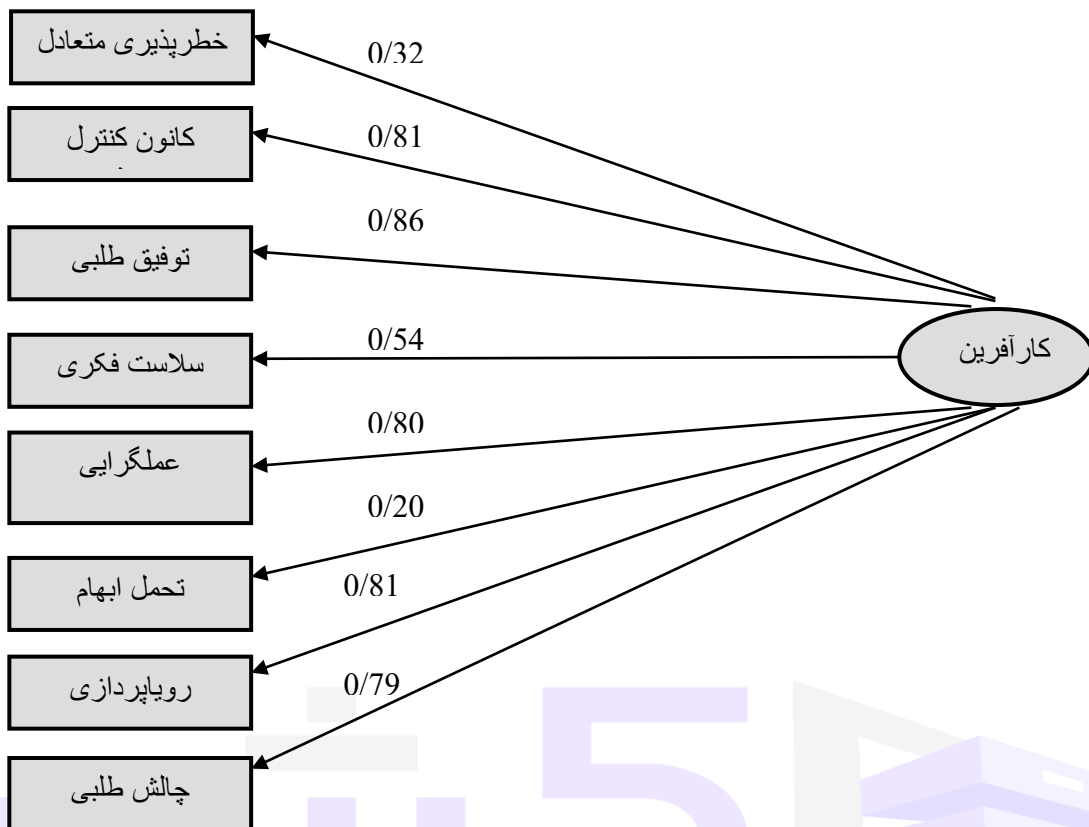 خطرپذیری متعادل
0/32
کانون کنترل
0/81
توفیق طلبی
0/86
سلاست فکری
0/54
کارآفرین
عملگرایی
0/80
تحمل ابهام
0/20
رویاپردازی
0/81
چالش طلبی
0/79